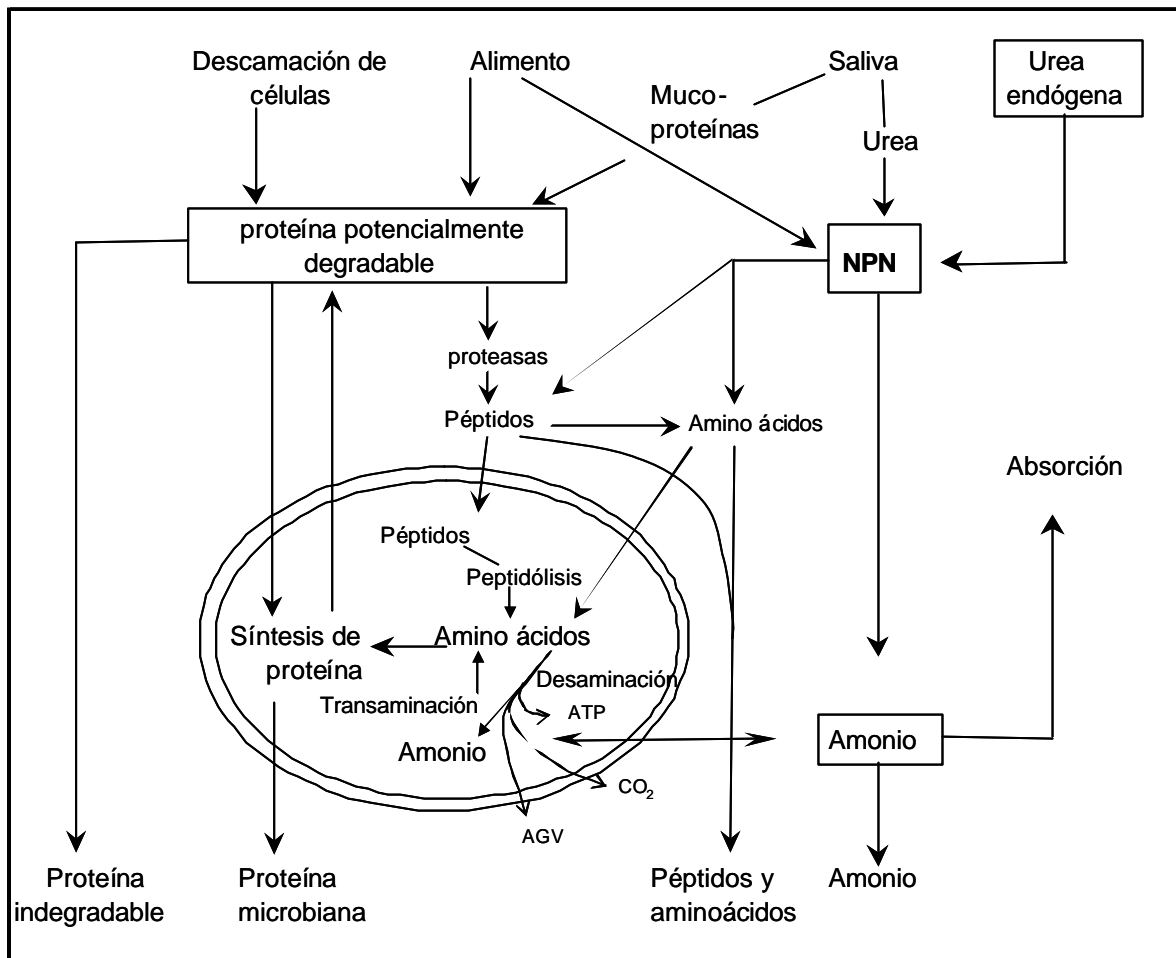 Descamación de
células
Alimento
Saliva
Urea
endógena
Muco-
proteínas
Urea
proteína potencialmente
degradable
NPN
proteasas
Péptidos
Amino ácidos
Absorción
Péptidos
Peptidólisis
Síntesis de
proteína
Amino ácidos
Desaminación
Transaminación
ATP
Amonio
Amonio
CO₂
AGV
Proteína
indegradable
Proteína
microbiana
Péptidos y
aminoácidos
Amonio